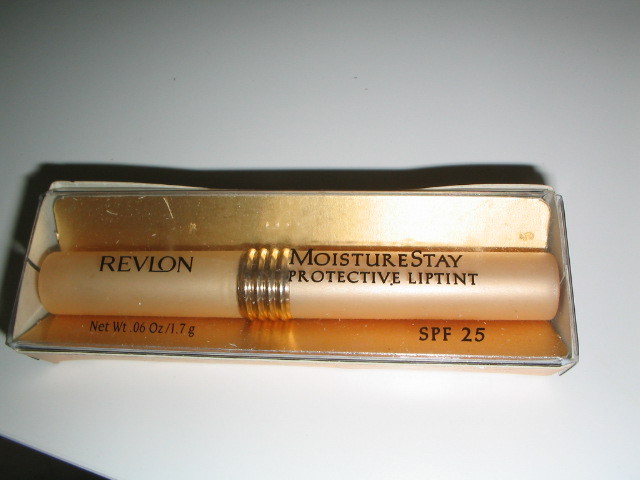 REVLON
MOISTURESTAY
PROTECTIVE LIPTINT
Net Wt .06 Oz/1.7 g
SPF 25